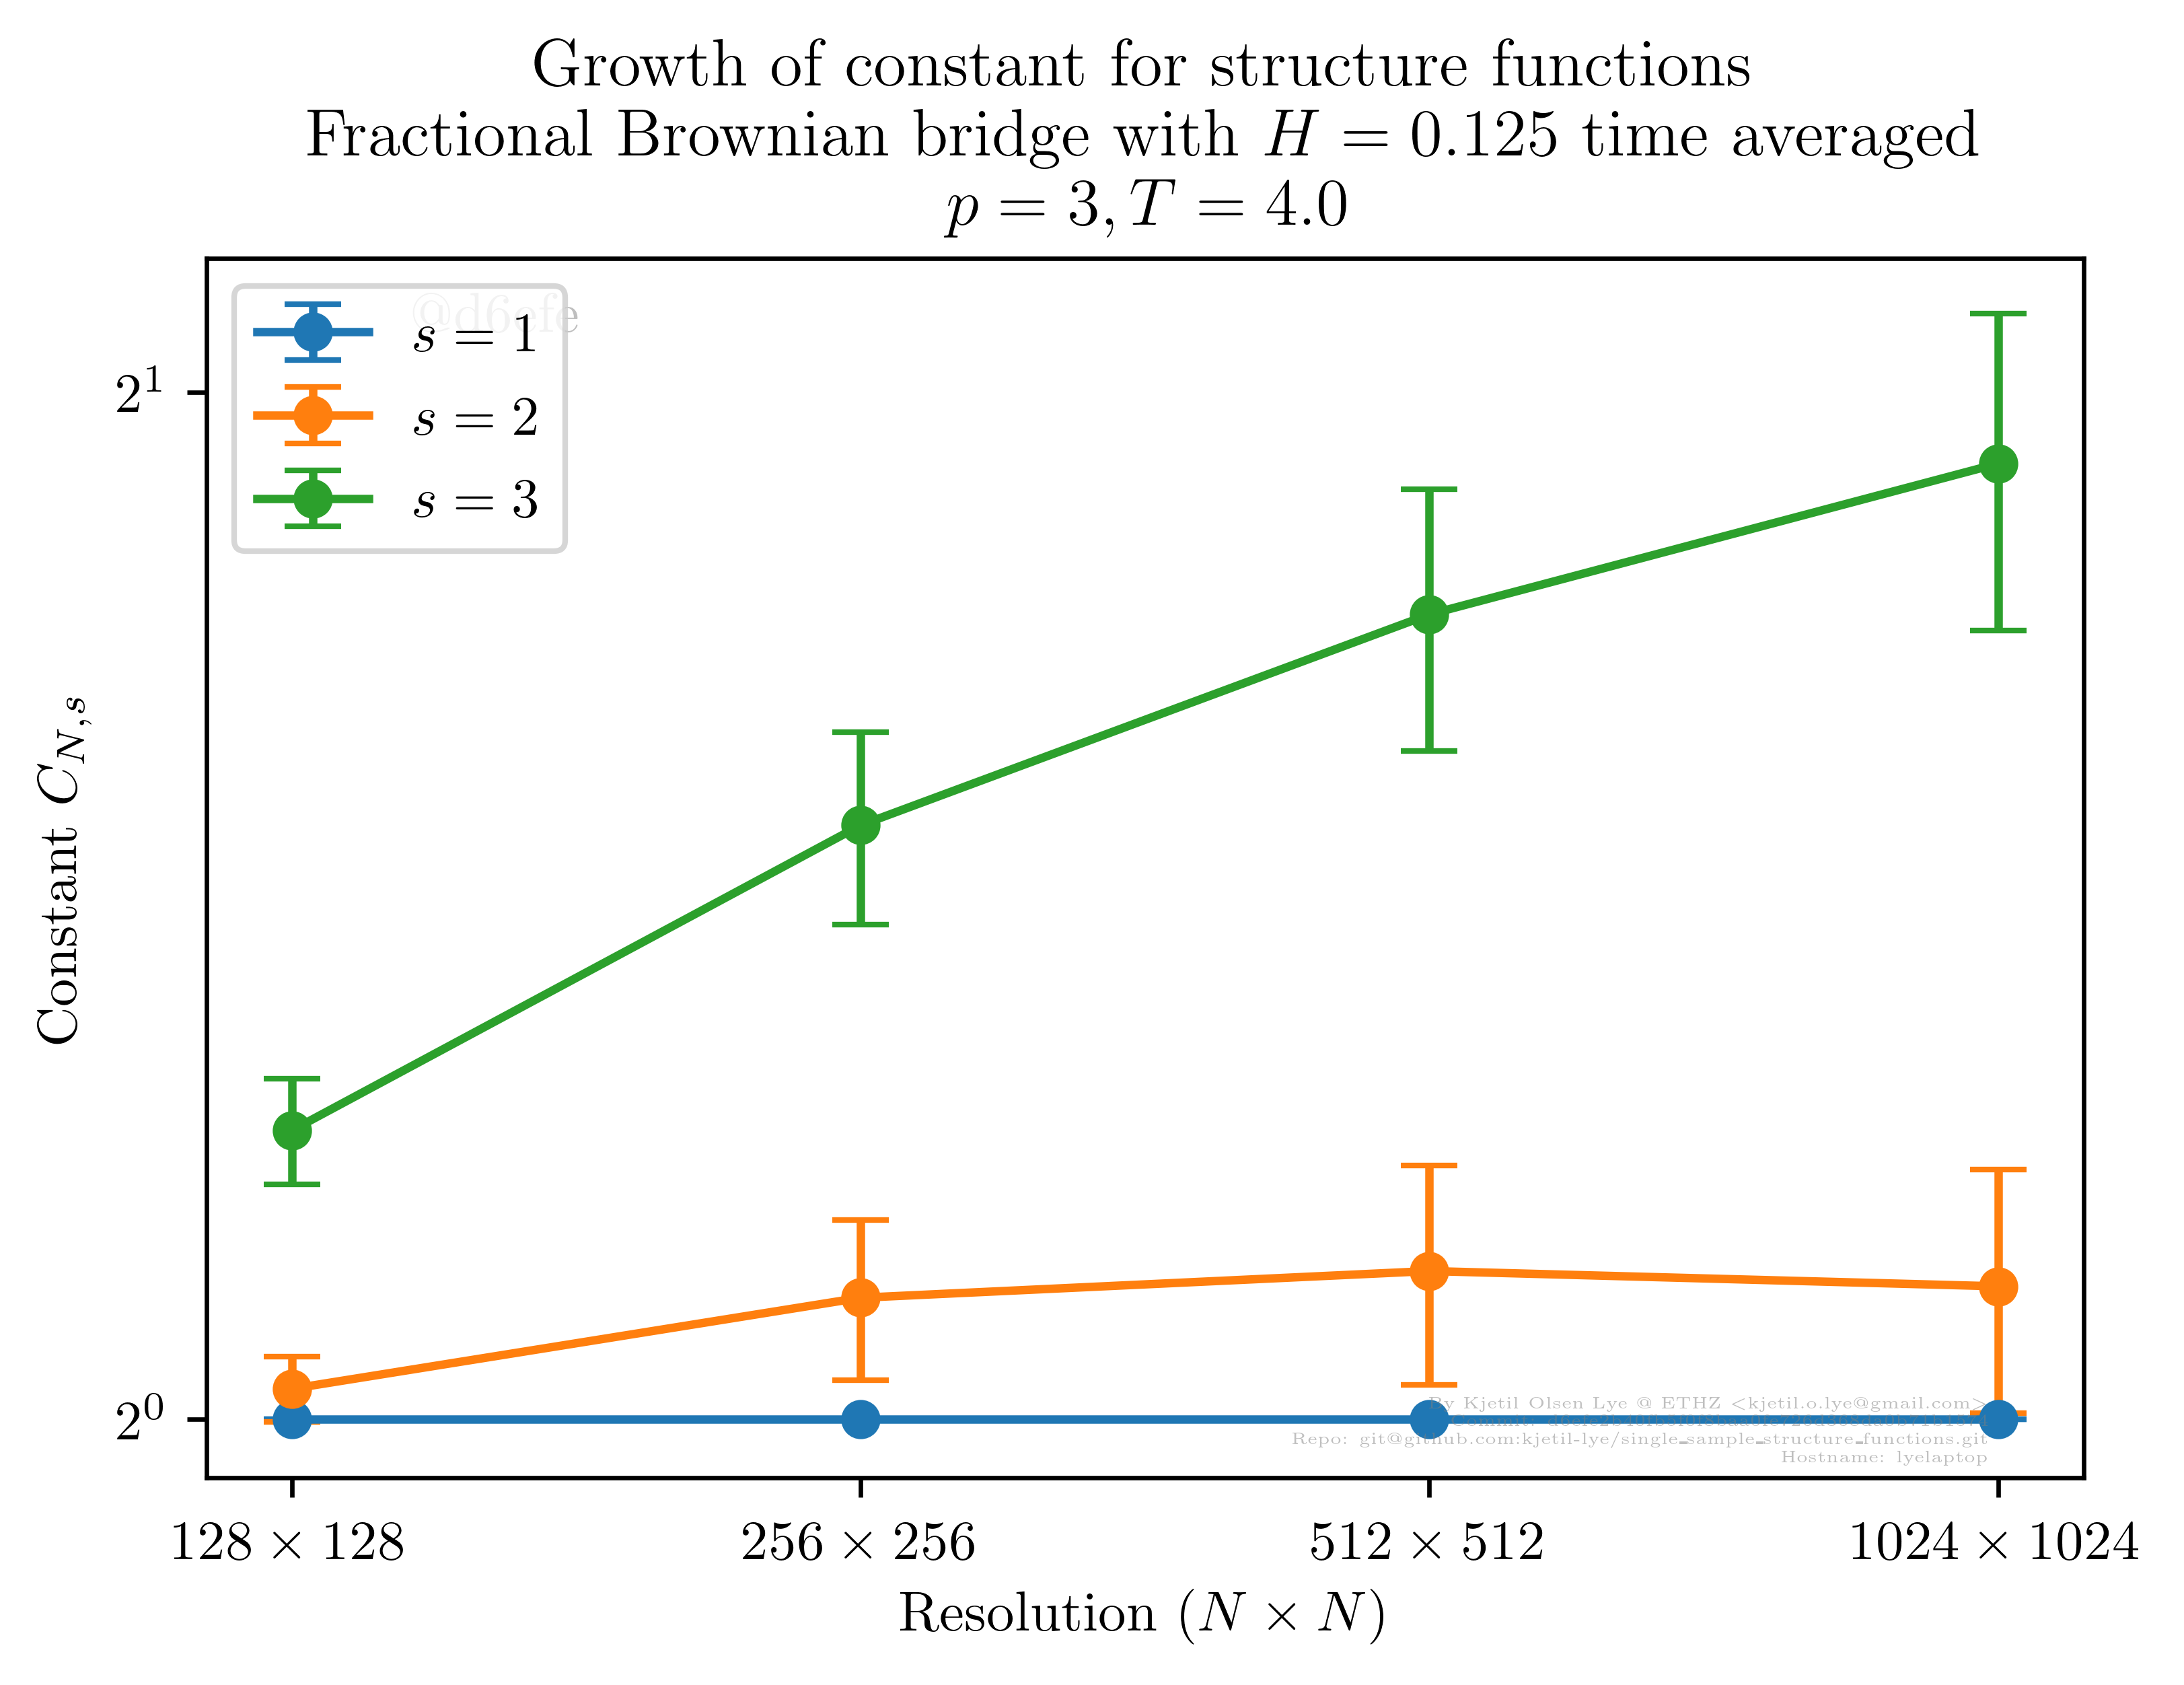 Growth of constant for structure functions
Fractional Brownian bridge with H = 0.125 time averaged
p = 3, T = 4.0
@d6efe
s = 1
s = 2
s = 3
2^1
2^0
Constant C_{N,s}
By Kjetil Olsen Lye @ ETHZ <kjetil.o.lye@gmail.com>
Commit:
Repo: git@github.com:kjetil-lye/single_sample_structure_functions.git
Hostname: lyelaptop
128 × 128
256 × 256
512 × 512
1024 × 1024
Resolution (N × N)